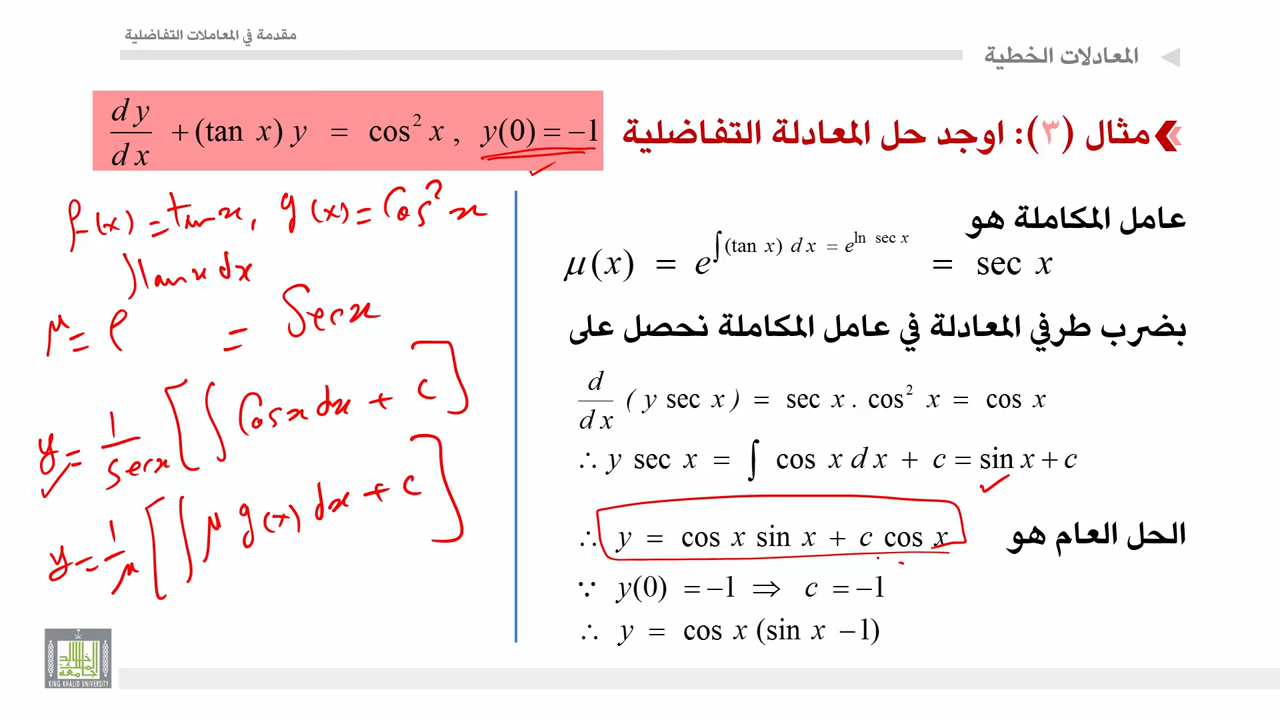 مقدمة في المعاملات التفاضلية
المعادلات الخطية
مثال (٣): اوجد حل المعادلة التفاضلية
dy/dx + (tan x) y = cos² x , y(0) = −1
عامل المكاملة هو
μ(x) = e^{∫(tan x) dx} = e^{ln sec x} = sec x
بضرب طرفي المعادلة في عامل المكاملة نحصل على
d/dx ( y sec x ) = sec x . cos² x = cos x
∴ y sec x = ∫ cos x dx + c = sin x + c
الحل العام هو
∴ y = cos x sin x + c cos x
∵ y(0) = −1 ⇒ c = −1
∴ y = cos x (sin x −1)
f(x) = tan x, g(x) = Cos² x
μ = e^{∫tan x dx} = Sec x
y = 1/Sec x [∫ Cos x dx + c]
y = 1/μ [∫ μ g(x) dx + c]
KING KHALID UNIVERSITY